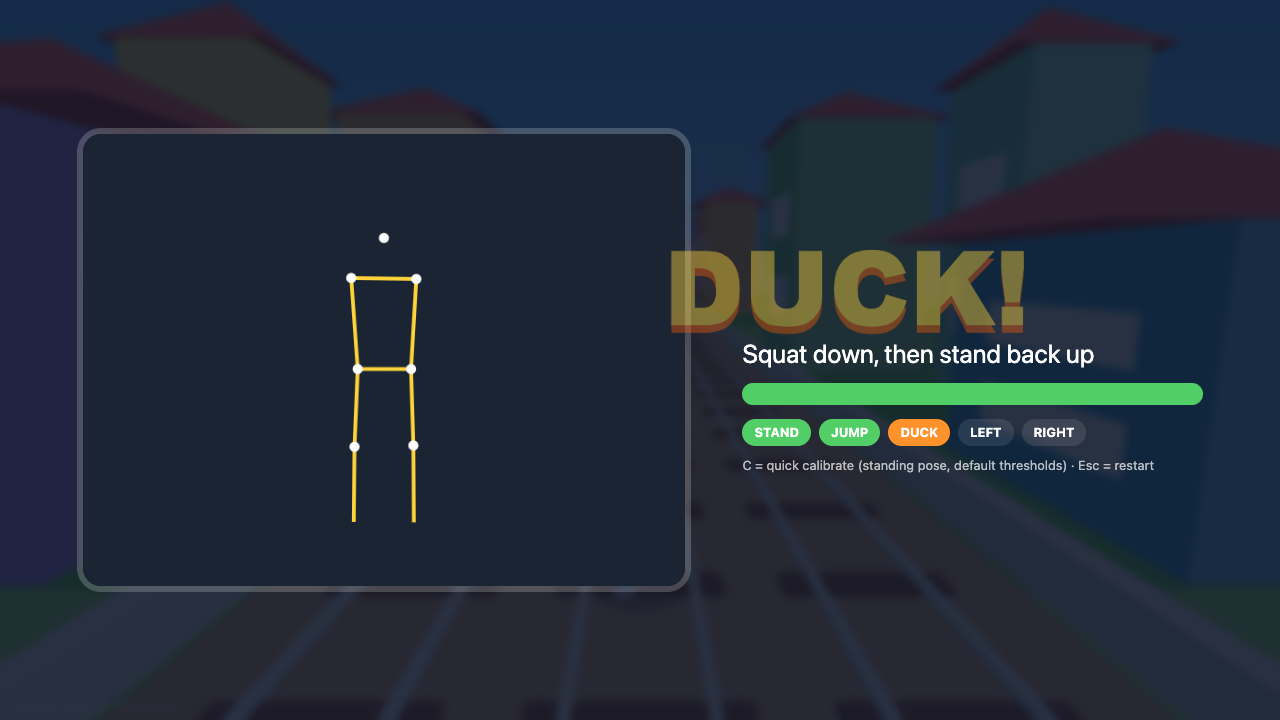 DUCK!
Squat down, then stand back up
STAND JUMP DUCK LEFT RIGHT
C = quick calibrate (standing pose, default thresholds) · Esc = restart